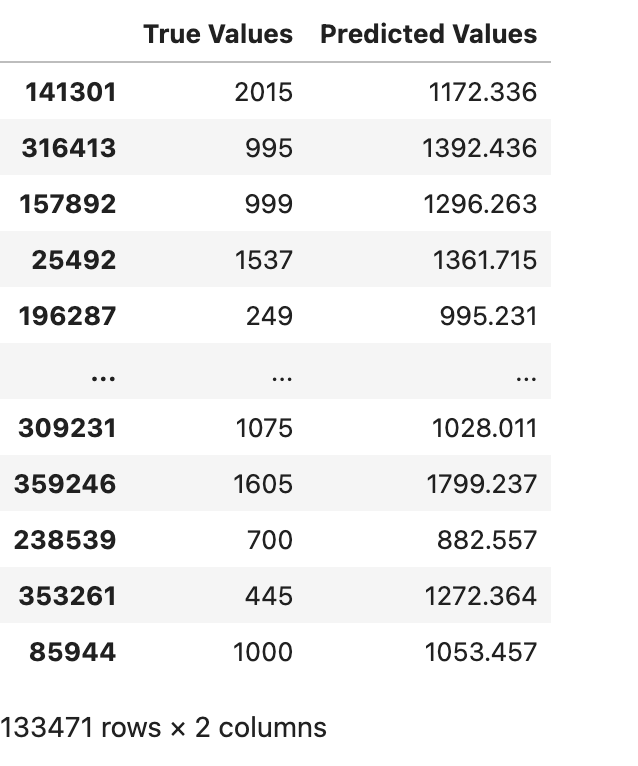 True Values Predicted Values
141301 2015 1172.336
316413 995 1392.436
157892 999 1296.263
25492 1537 1361.715
196287 249 995.231
... ... ...
309231 1075 1028.011
359246 1605 1799.237
238539 700 882.557
353261 445 1272.364
85944 1000 1053.457
133471 rows × 2 columns